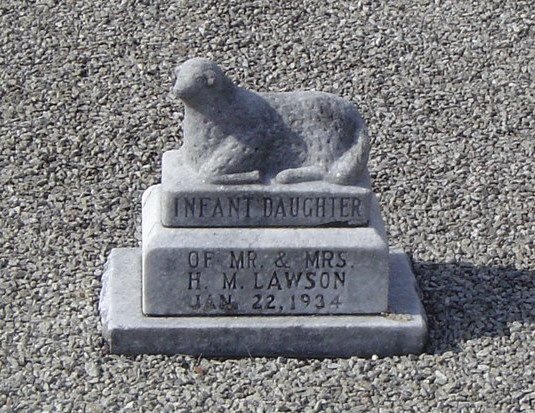 INFANT DAUGHTER
OF MR. & MRS.
H. M. LAWSON
JAN. 22, 1934